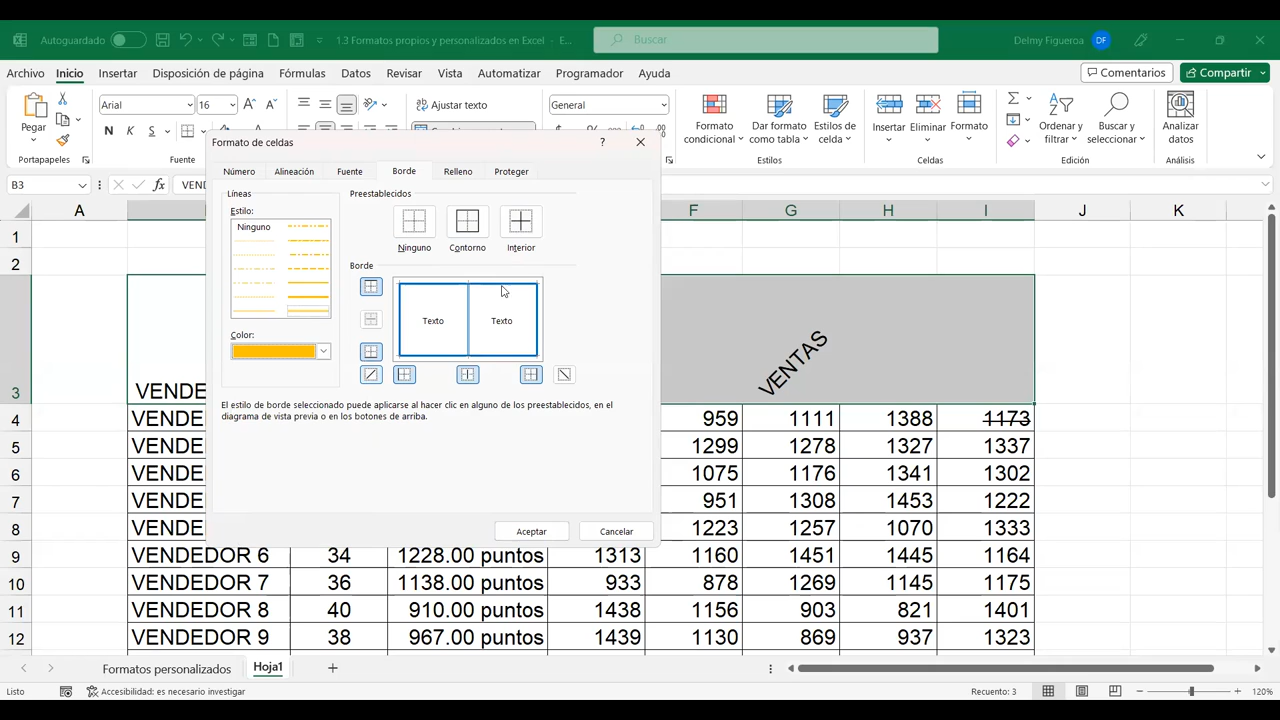 Autoguardado 1.3 Formatos propios y personalizados en Excel - E... Buscar Delmy Figueroa DF
Archivo Inicio Insertar Disposición de página Fórmulas Datos Revisar Vista Automatizar Programador Ayuda Comentarios Compartir
Arial 16 Ajustar texto General
Pegar N K S Formato condicional Dar formato como tabla Estilos de celda Insertar Eliminar Formato Ordenar y filtrar Buscar y seleccionar Analizar datos
Portapapeles Fuente Estilos Celdas Edición Análisis
B3 fx VEND
Formato de celdas ?
Número Alineación Fuente Borde Relleno Proteger
Líneas Preestablecidos
Estilo:
Ninguno
Ninguno Contorno Interior
Borde
Texto Texto
Color:
El estilo de borde seleccionado puede aplicarse al hacer clic en alguno de los preestablecidos, en el
diagrama de vista previa o en los botones de arriba.
Aceptar Cancelar
A F G H I J K
1
2
3 VENDE VENTAS
4 VENDE 959 1111 1388 1173
5 VENDE 1299 1278 1327 1337
6 VENDE 1075 1176 1341 1302
7 VENDE 951 1308 1453 1222
8 VENDE 1223 1257 1070 1333
9 VENDEDOR 6 34 1228.00 puntos 1313 1160 1451 1445 1164
10 VENDEDOR 7 36 1138.00 puntos 933 878 1269 1145 1175
11 VENDEDOR 8 40 910.00 puntos 1438 1156 903 821 1401
12 VENDEDOR 9 38 967.00 puntos 1439 1130 869 937 1323
Formatos personalizados Hoja1
Listo Accesibilidad: es necesario investigar Recuento: 3 120%